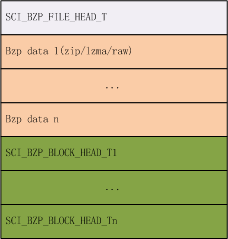 SCI_BZP_FILE_HEAD_T
Bzp data 1(zip/lzma/raw)
...
Bzp data n
SCI_BZP_BLOCK_HEAD_T1
...
SCI_BZP_BLOCK_HEAD_Tn